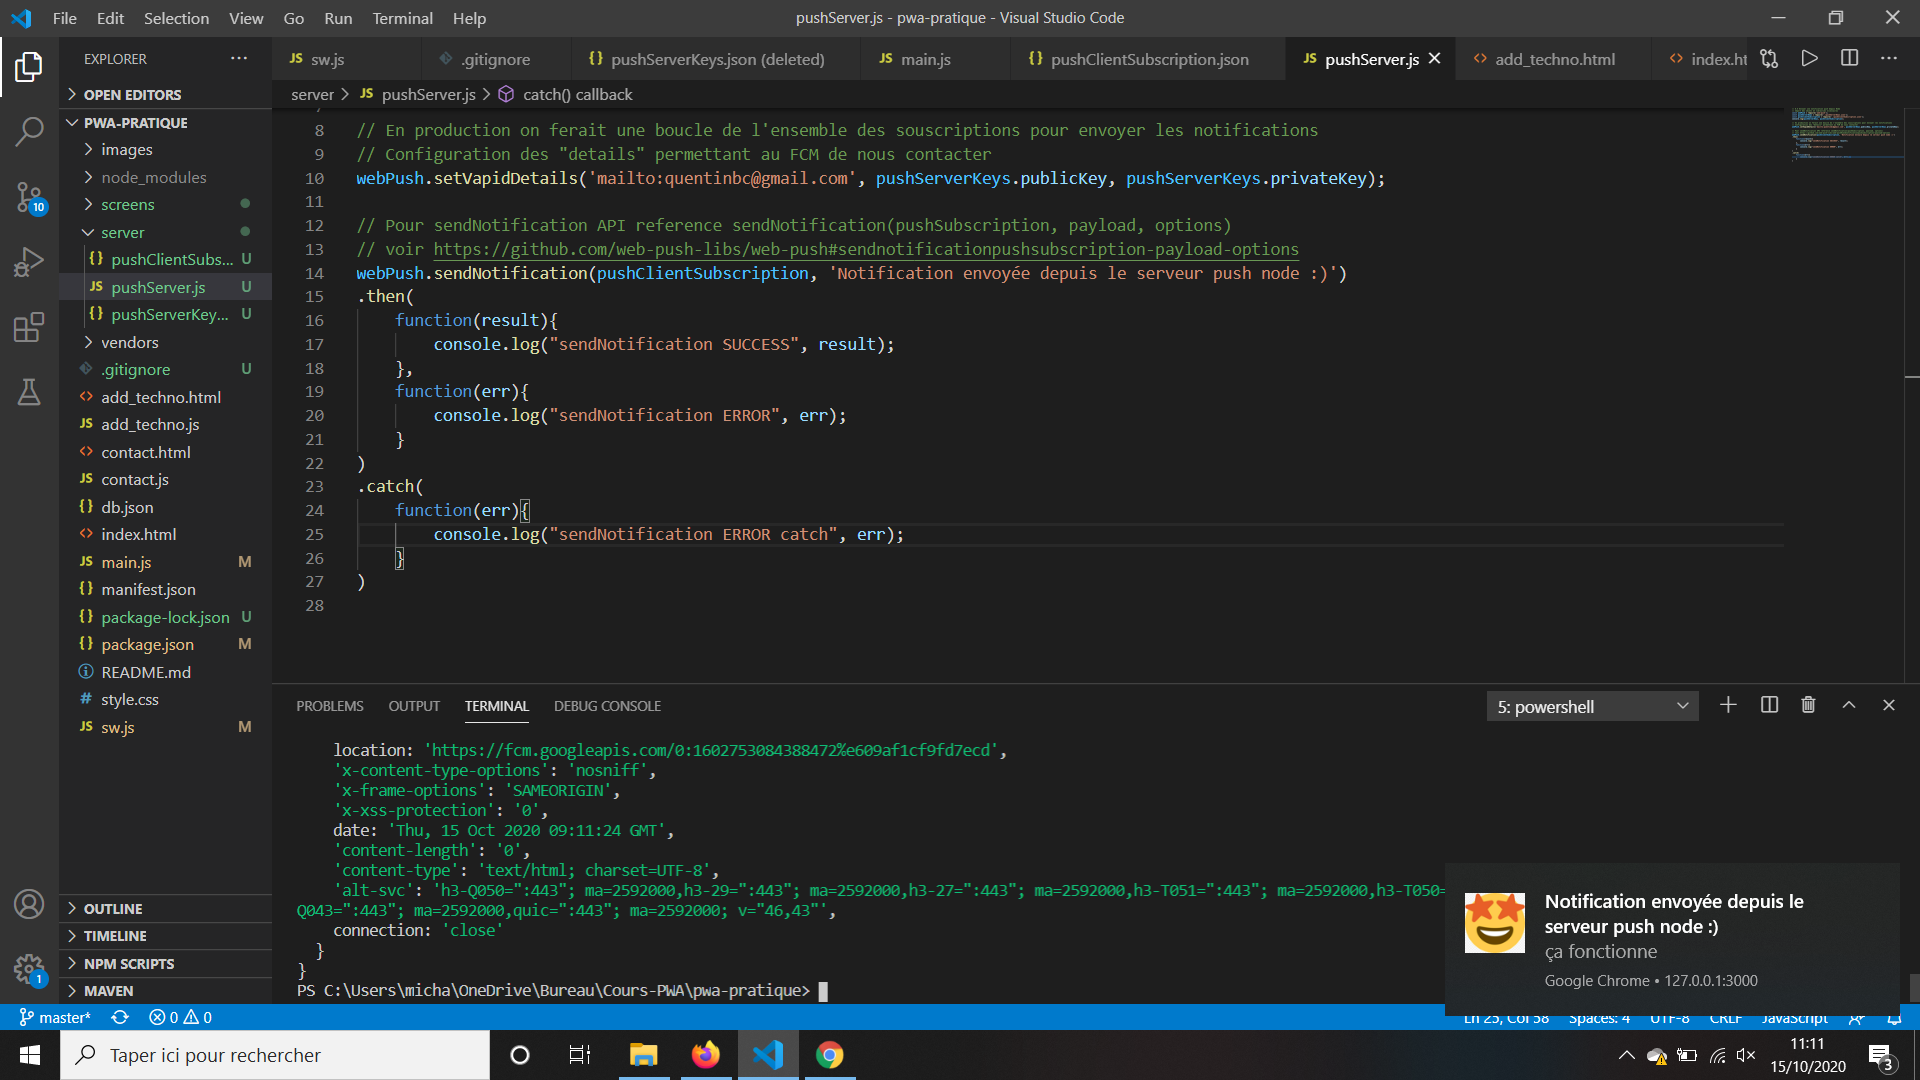 File Edit Selection View Go Run Terminal Help
pushServer.js - pwa-pratique - Visual Studio Code
EXPLORER
OPEN EDITORS
PWA-PRATIQUE
images
node_modules
screens
server
pushClientSubs... U
pushServer.js U
pushServerKey... U
vendors
.gitignore U
add_techno.html
add_techno.js
contact.html
contact.js
db.json
index.html
main.js M
manifest.json
package-lock.json U
package.json M
README.md
style.css
sw.js M
OUTLINE
TIMELINE
NPM SCRIPTS
MAVEN
10
1
JS sw.js
.gitignore
{} pushServerKeys.json (deleted)
JS main.js
{} pushClientSubscription.json
JS pushServer.js
<> add_techno.html
<> index.ht
server > JS pushServer.js > catch() callback
8 // En production on ferait une boucle de l'ensemble des souscriptions pour envoyer les notifications
9 // Configuration des "details" permettant au FCM de nous contacter
10 webPush.setVapidDetails('mailto:quentinbc@gmail.com', pushServerKeys.publicKey, pushServerKeys.privateKey);
11
12 // Pour sendNotification API reference sendNotification(pushSubscription, payload, options)
13 // voir https://github.com/web-push-libs/web-push#sendnotificationpushsubscription-payload-options
14 webPush.sendNotification(pushClientSubscription, 'Notification envoyée depuis le serveur push node :)')
15 .then(
16 function(result){
17 console.log("sendNotification SUCCESS", result);
18 },
19 function(err){
20 console.log("sendNotification ERROR", err);
21 }
22 )
23 .catch(
24 function(err){
25 console.log("sendNotification ERROR catch", err);
26 }
27 )
28
PROBLEMS OUTPUT TERMINAL DEBUG CONSOLE
5: powershell
location: 'https://fcm.googleapis.com/0:1602753084388472%e609af1cf9fd7ecd',
'x-content-type-options': 'nosniff',
'x-frame-options': 'SAMEORIGIN',
'x-xss-protection': '0',
date: 'Thu, 15 Oct 2020 09:11:24 GMT',
'content-length': '0',
'content-type': 'text/html; charset=UTF-8',
'alt-svc': 'h3-Q050=":443"; ma=2592000,h3-29=":443"; ma=2592000,h3-27=":443"; ma=2592000,h3-T051=":443"; ma=2592000,h3-T050=
Q043=":443"; ma=2592000,quic=":443"; ma=2592000; v="46,43"',
connection: 'close'
}
}
PS C:\Users\micha\OneDrive\Bureau\Cours-PWA\pwa-pratique>
Notification envoyée depuis le
serveur push node :)
ça fonctionne
Google Chrome • 127.0.0.1:3000
master* 0 0
Ln 25, Col 58 Spaces: 4 UTF-8 CRLF JavaScript
Taper ici pour rechercher
11:11
15/10/2020
3